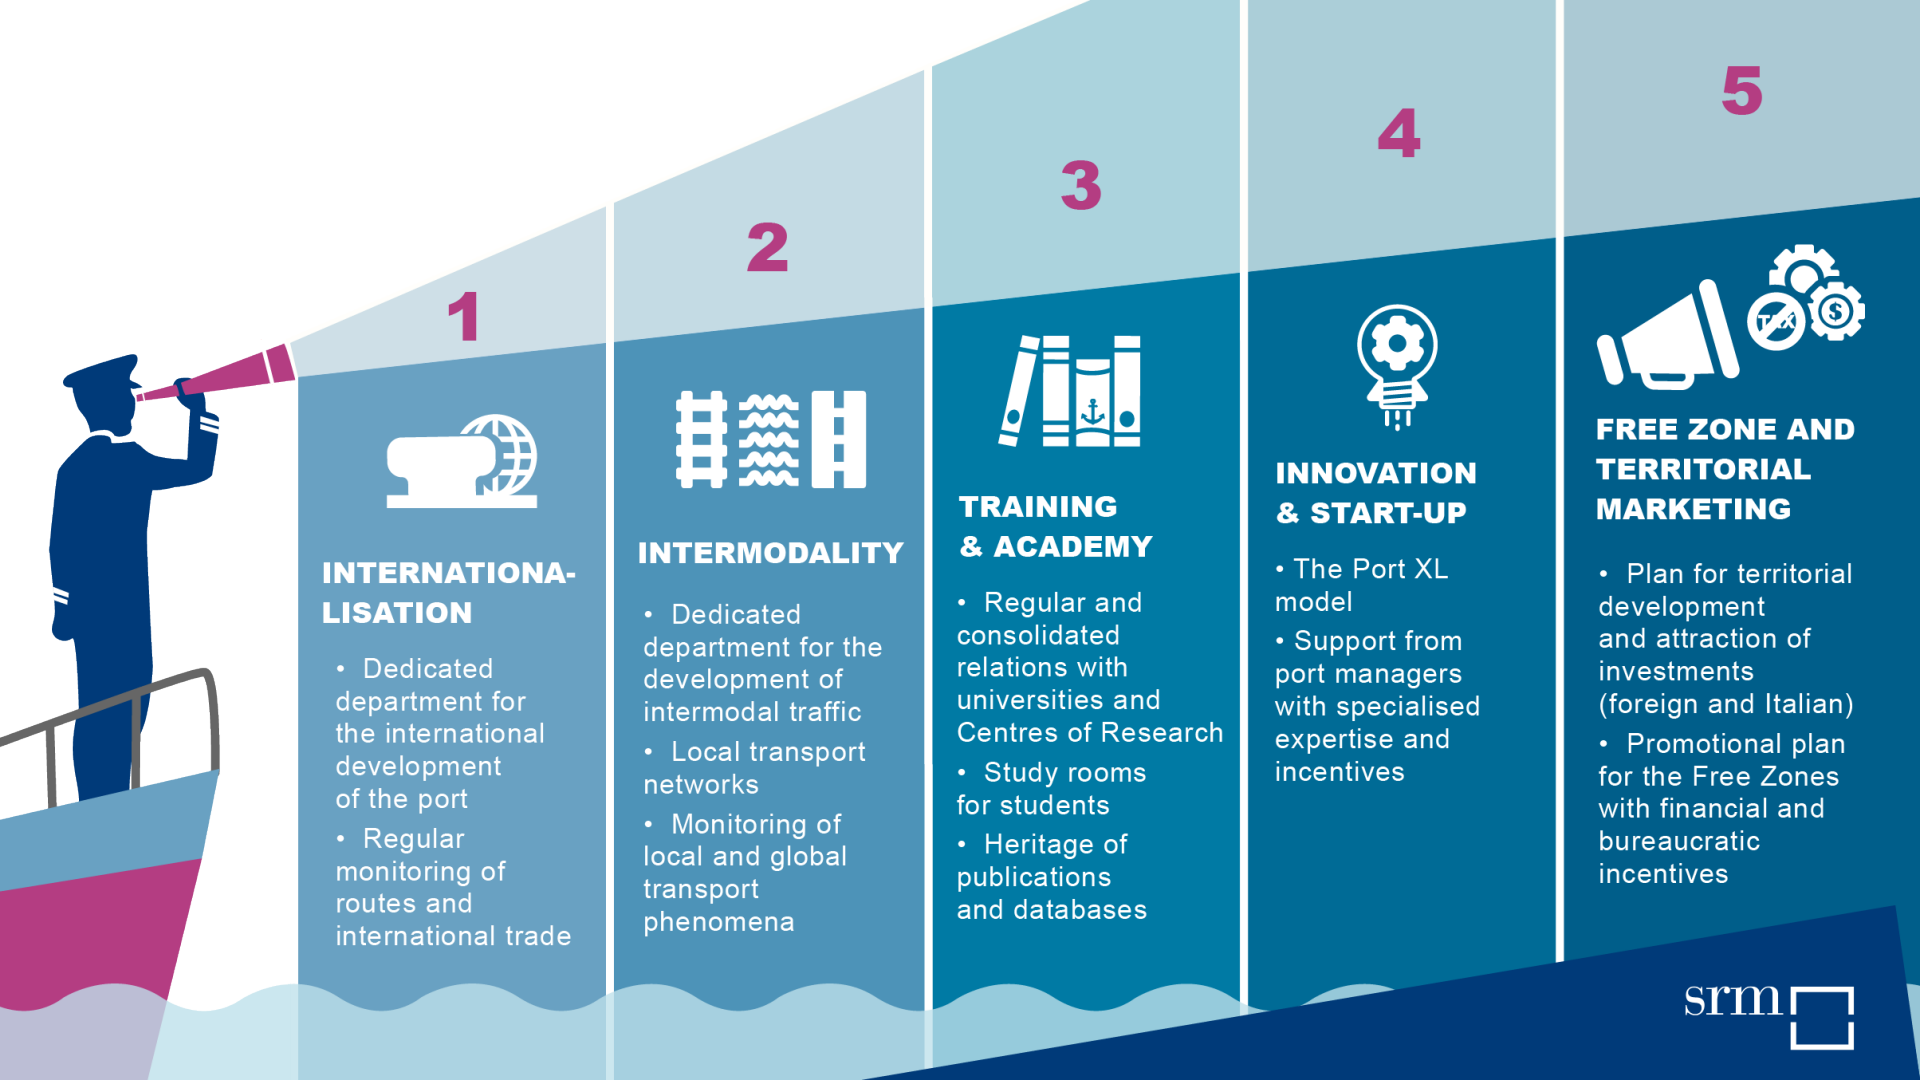 1
INTERNATIONA-
LISATION
• Dedicated
department for
the international
development
of the port
• Regular
monitoring of
routes and
international trade
2
INTERMODALITY
• Dedicated
department for the
development of
intermodal traffic
• Local transport
networks
• Monitoring of
local and global
transport
phenomena
3
TRAINING
& ACADEMY
• Regular and
consolidated
relations with
universities and
Centres of Research
• Study rooms
for students
• Heritage of
publications
and databases
4
INNOVATION
& START-UP
• The Port XL
model
• Support from
port managers
with specialised
expertise and
incentives
5
TAX
$
FREE ZONE AND
TERRITORIAL
MARKETING
• Plan for territorial
development
and attraction of
investments
(foreign and Italian)
• Promotional plan
for the Free Zones
with financial and
bureaucratic
incentives
srm